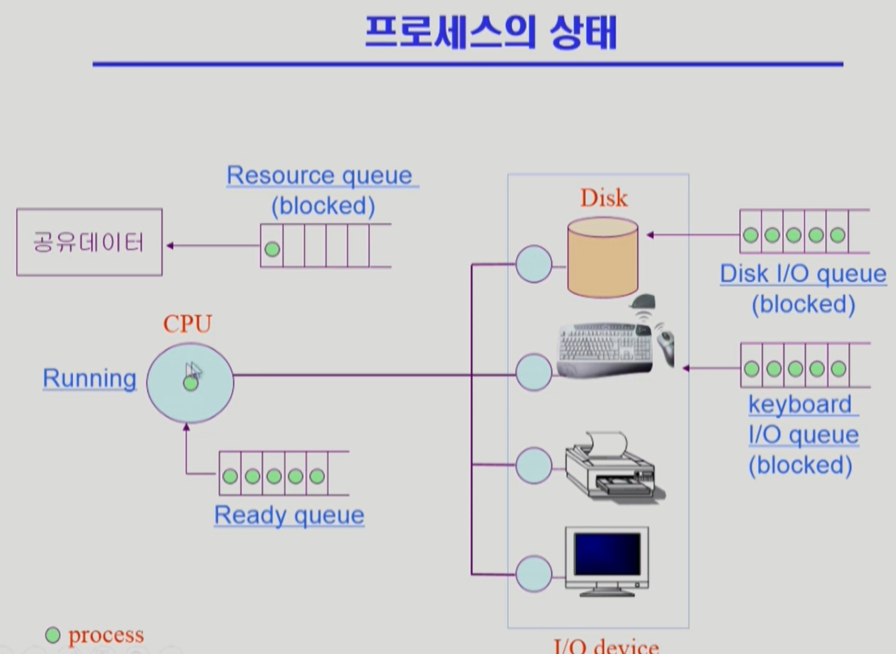 프로세스의 상태
Resource queue
(blocked)
공유데이터
Disk
Disk I/O queue
(blocked)
CPU
Running
keyboard
I/O queue
(blocked)
Ready queue
process
I/O device